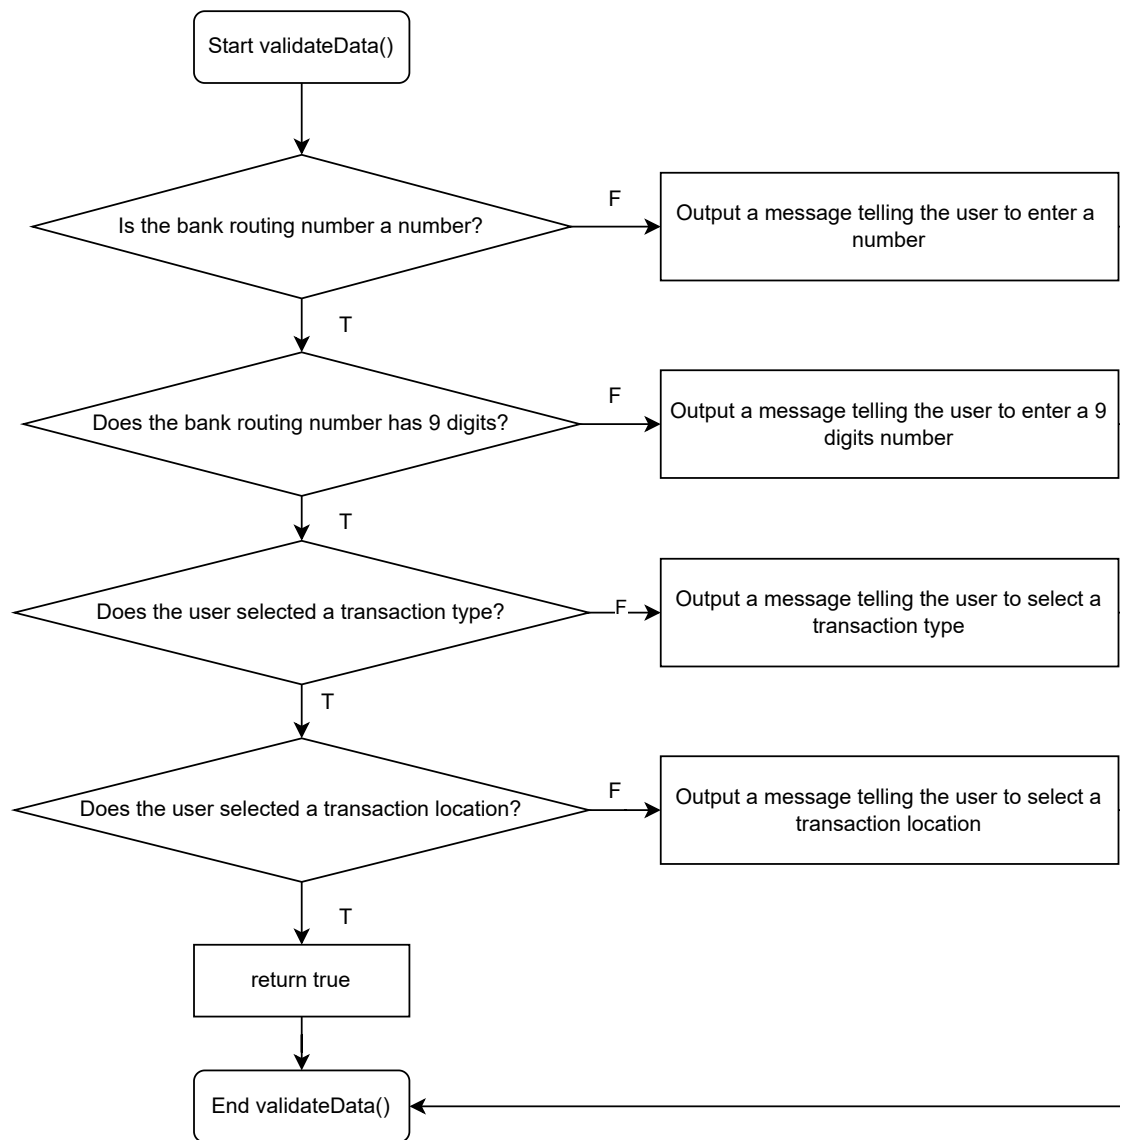 Start validateData()
Is the bank routing number a number?
F
Output a message telling the user to enter a
number
T
Does the bank routing number has 9 digits?
F
Output a message telling the user to enter a 9
digits number
T
Does the user selected a transaction type?
F
Output a message telling the user to select a
transaction type
T
Does the user selected a transaction location?
F
Output a message telling the user to select a
transaction location
T
return true
End validateData()